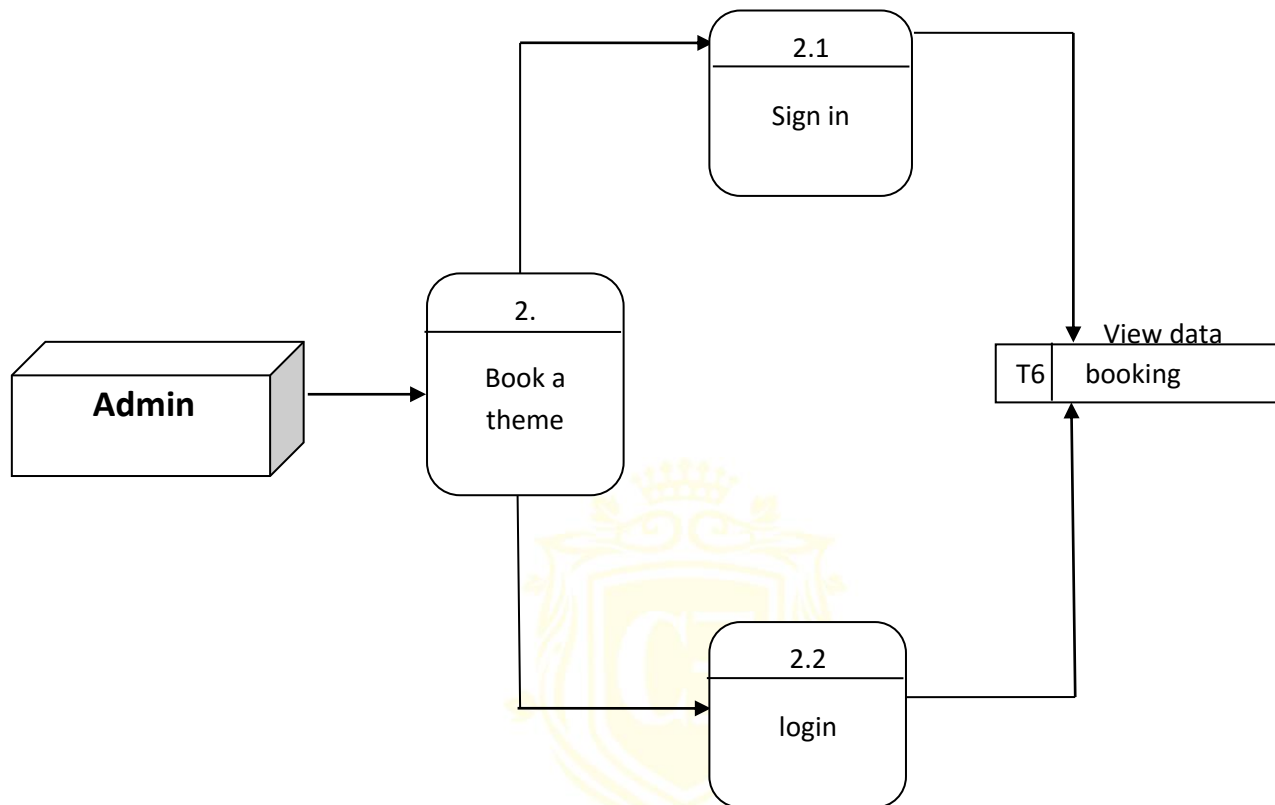 2.1
Sign in
2.
Book a
theme
Admin
View data
T6 booking
2.2
login